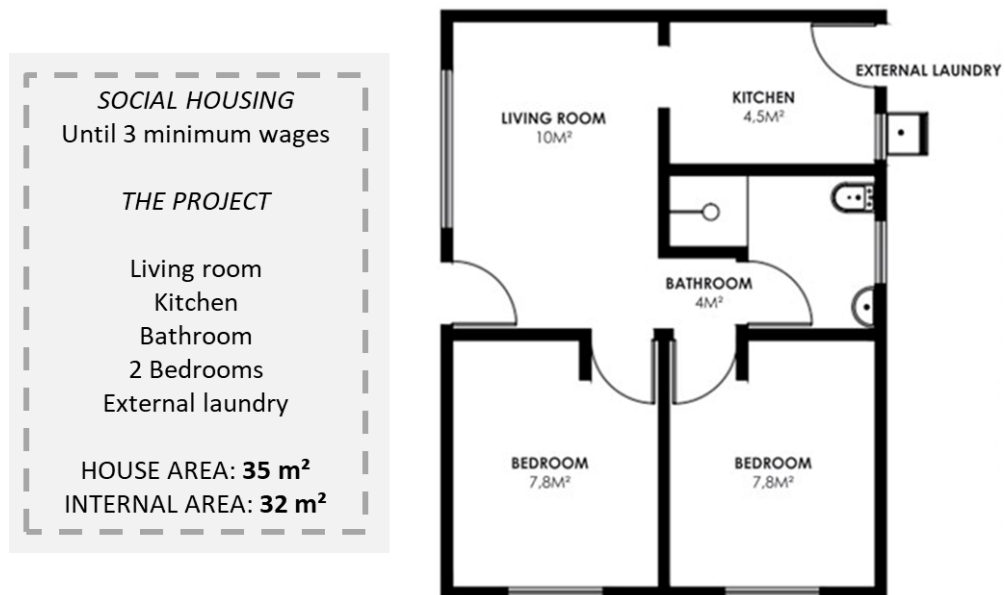 SOCIAL HOUSING
Until 3 minimum wages
THE PROJECT
Living room
Kitchen
Bathroom
2 Bedrooms
External laundry
HOUSE AREA: 35 m²
INTERNAL AREA: 32 m²
EXTERNAL LAUNDRY
KITCHEN
4,5M²
LIVING ROOM
10M²
BATHROOM
4M²
BEDROOM
7,8M²
BEDROOM
7,8M²